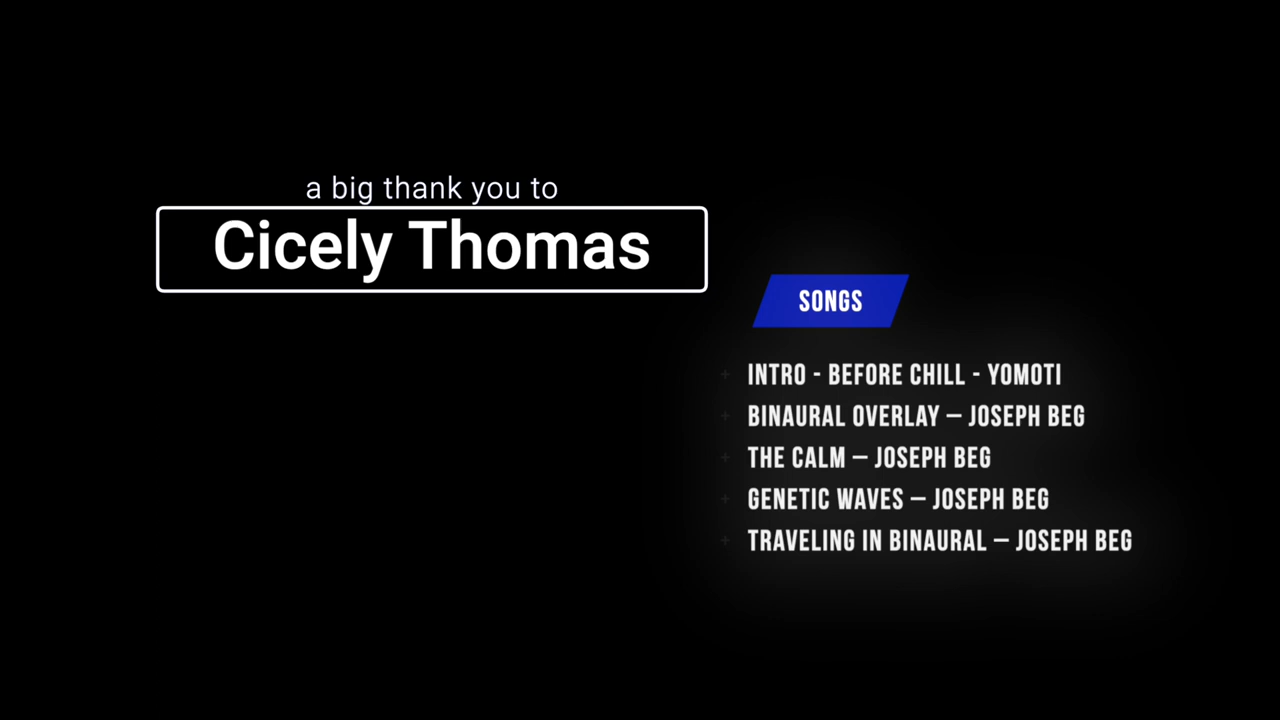 a big thank you to
Cicely Thomas
SONGS
INTRO - BEFORE CHILL - YOMOTI
BINAURAL OVERLAY – JOSEPH BEG
THE CALM – JOSEPH BEG
GENETIC WAVES – JOSEPH BEG
TRAVELING IN BINAURAL – JOSEPH BEG